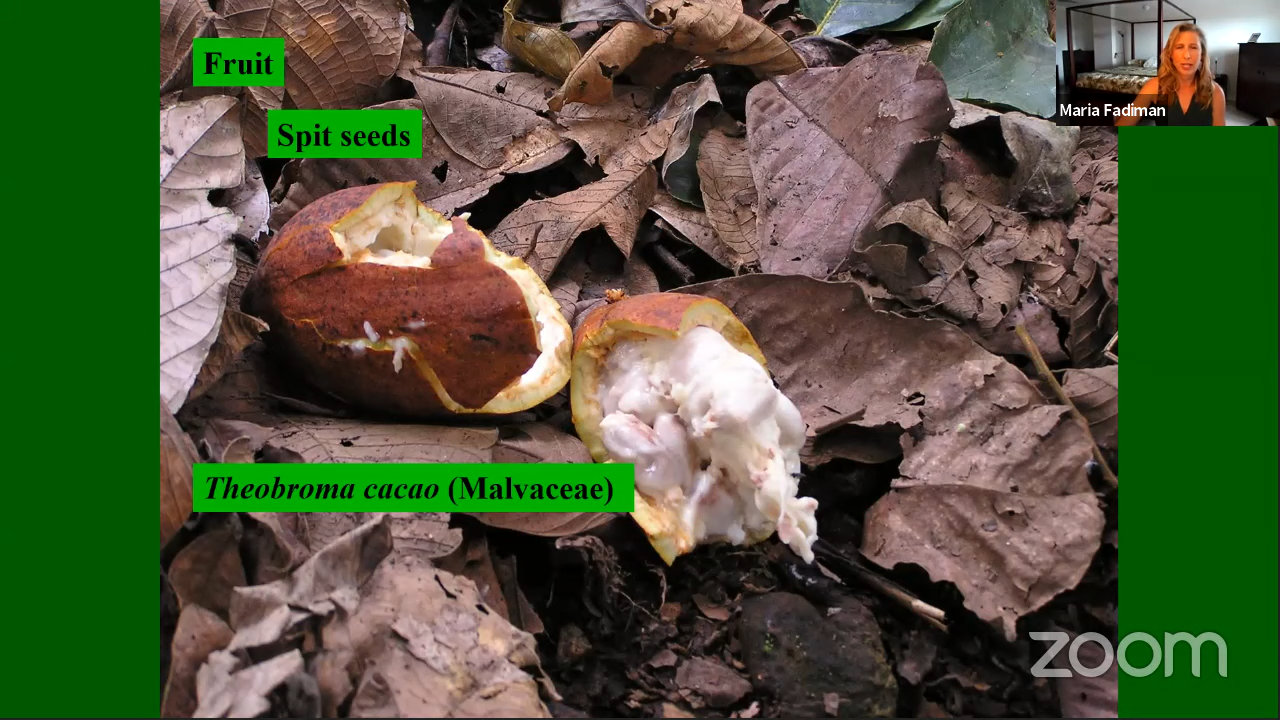 Fruit
Maria Fadiman
Spit seeds
Theobroma cacao (Malvaceae)
zoom